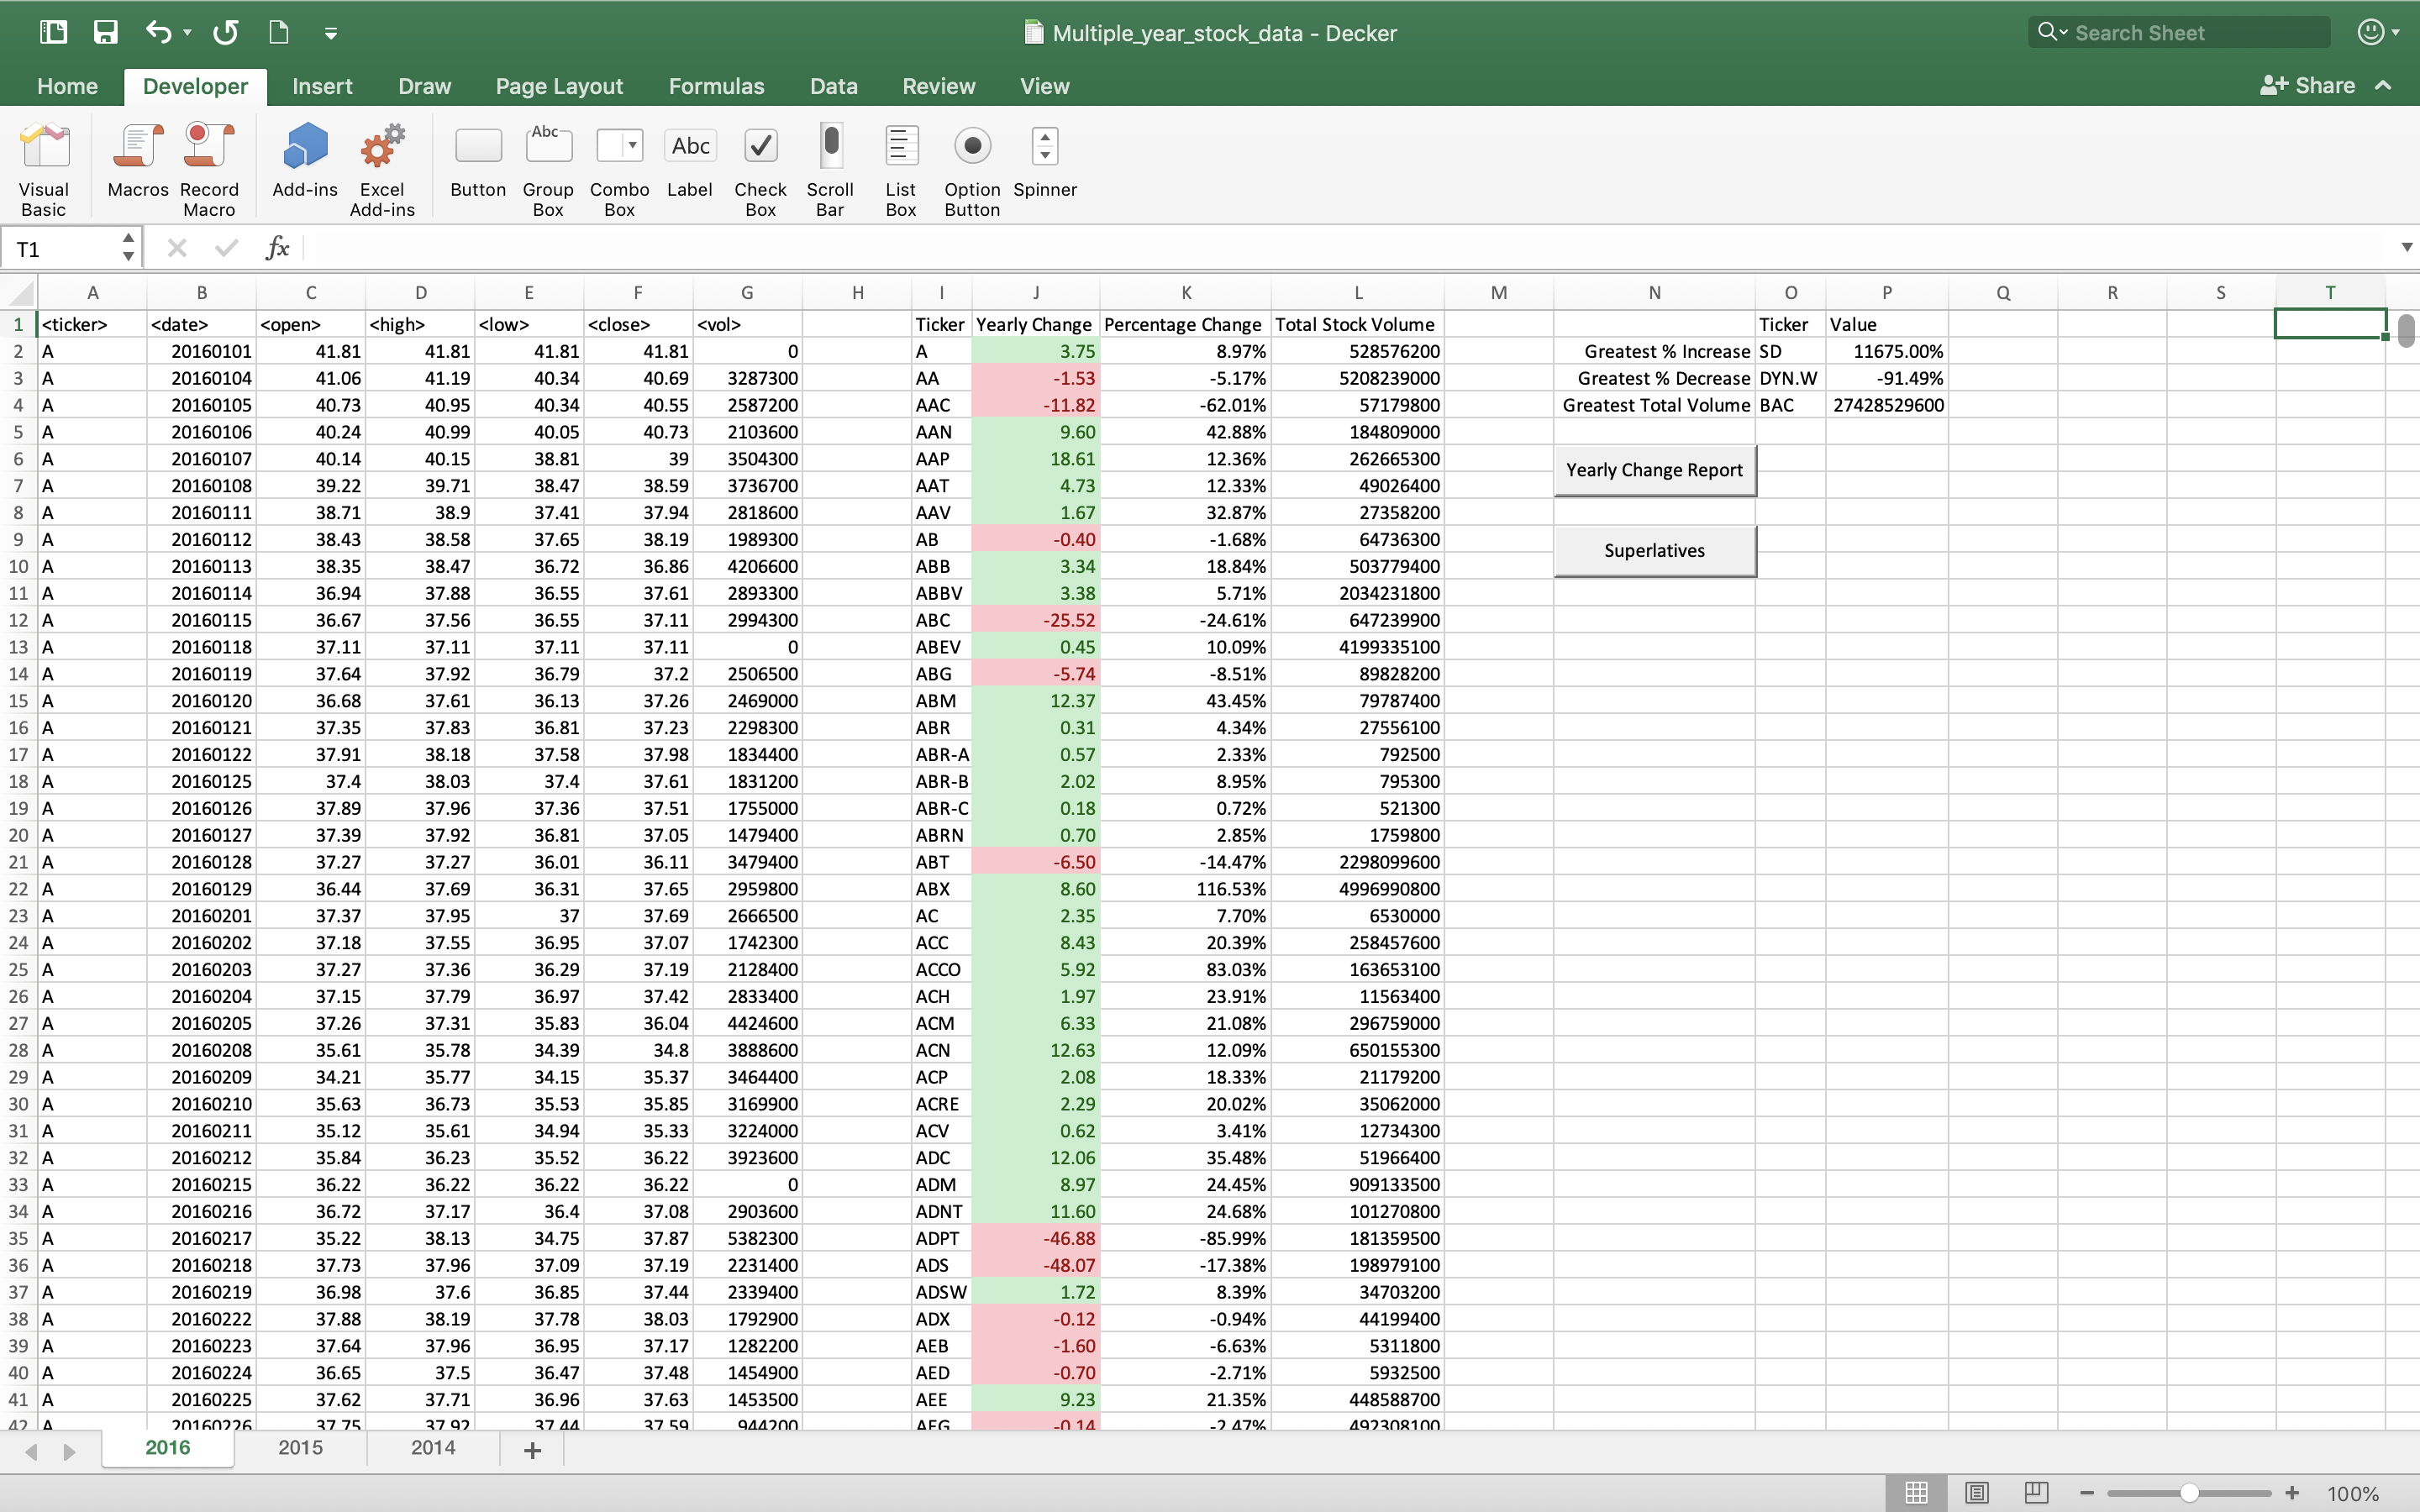 Multiple_year_stock_data - Decker
Search Sheet
Home Developer Insert Draw Page Layout Formulas Data Review View Share
Abc Abc
Visual Basic Macros Record Macro Add-ins Excel Add-ins Button Group Box Combo Box Label Check Box Scroll Bar List Box Option Button Spinner
T1 fx
A B C D E F G H I J K L M N O P Q R S T
1 <ticker> <date> <open> <high> <low> <close> <vol> Ticker Yearly Change Percentage Change Total Stock Volume Ticker Value
2 A 20160101 41.81 41.81 41.81 41.81 0 A 3.75 8.97% 528576200 Greatest % Increase SD 11675.00%
3 A 20160104 41.06 41.19 40.34 40.69 3287300 AA -1.53 -5.17% 5208239000 Greatest % Decrease DYN.W -91.49%
4 A 20160105 40.73 40.95 40.34 40.55 2587200 AAC -11.82 -62.01% 57179800 Greatest Total Volume BAC 27428529600
5 A 20160106 40.24 40.99 40.05 40.73 2103600 AAN 9.60 42.88% 184809000
6 A 20160107 40.14 40.15 38.81 39 3504300 AAP 18.61 12.36% 262665300 Yearly Change Report
7 A 20160108 39.22 39.71 38.47 38.59 3736700 AAT 4.73 12.33% 49026400
8 A 20160111 38.71 38.9 37.41 37.94 2818600 AAV 1.67 32.87% 27358200
9 A 20160112 38.43 38.58 37.65 38.19 1989300 AB -0.40 -1.68% 64736300 Superlatives
10 A 20160113 38.35 38.47 36.72 36.86 4206600 ABB 3.34 18.84% 503779400
11 A 20160114 36.94 37.88 36.55 37.61 2893300 ABBV 3.38 5.71% 2034231800
12 A 20160115 36.67 37.56 36.55 37.11 2994300 ABC -25.52 -24.61% 647239900
13 A 20160118 37.11 37.11 37.11 37.11 0 ABEV 0.45 10.09% 4199335100
14 A 20160119 37.64 37.92 36.79 37.2 2506500 ABG -5.74 -8.51% 89828200
15 A 20160120 36.68 37.61 36.13 37.26 2469000 ABM 12.37 43.45% 79787400
16 A 20160121 37.35 37.83 36.81 37.23 2298300 ABR 0.31 4.34% 27556100
17 A 20160122 37.91 38.18 37.58 37.98 1834400 ABR-A 0.57 2.33% 792500
18 A 20160125 37.4 38.03 37.4 37.61 1831200 ABR-B 2.02 8.95% 795300
19 A 20160126 37.89 37.96 37.36 37.51 1755000 ABR-C 0.18 0.72% 521300
20 A 20160127 37.39 37.92 36.81 37.05 1479400 ABRN 0.70 2.85% 1759800
21 A 20160128 37.27 37.27 36.01 36.11 3479400 ABT -6.50 -14.47% 2298099600
22 A 20160129 36.44 37.69 36.31 37.65 2959800 ABX 8.60 116.53% 4996990800
23 A 20160201 37.37 37.95 37 37.69 2666500 AC 2.35 7.70% 6530000
24 A 20160202 37.18 37.55 36.95 37.07 1742300 ACC 8.43 20.39% 258457600
25 A 20160203 37.27 37.36 36.29 37.19 2128400 ACCO 5.92 83.03% 163653100
26 A 20160204 37.15 37.79 36.97 37.42 2833400 ACH 1.97 23.91% 11563400
27 A 20160205 37.26 37.31 35.83 36.04 4424600 ACM 6.33 21.08% 296759000
28 A 20160208 35.61 35.78 34.39 34.8 3888600 ACN 12.63 12.09% 650155300
29 A 20160209 34.21 35.77 34.15 35.37 3464400 ACP 2.08 18.33% 21179200
30 A 20160210 35.63 36.73 35.53 35.85 3169900 ACRE 2.29 20.02% 35062000
31 A 20160211 35.12 35.61 34.94 35.33 3224000 ACV 0.62 3.41% 12734300
32 A 20160212 35.84 36.23 35.52 36.22 3923600 ADC 12.06 35.48% 51966400
33 A 20160215 36.22 36.22 36.22 36.22 0 ADM 8.97 24.45% 909133500
34 A 20160216 36.72 37.17 36.4 37.08 2903600 ADNT 11.60 24.68% 101270800
35 A 20160217 35.22 38.13 34.75 37.87 5382300 ADPT -46.88 -85.99% 181359500
36 A 20160218 37.73 37.96 37.09 37.19 2231400 ADS -48.07 -17.38% 198979100
37 A 20160219 36.98 37.6 36.85 37.44 2339400 ADSW 1.72 8.39% 34703200
38 A 20160222 37.88 38.19 37.78 38.03 1792900 ADX -0.12 -0.94% 44199400
39 A 20160223 37.64 37.96 36.95 37.17 1282200 AEB -1.60 -6.63% 5311800
40 A 20160224 36.65 37.5 36.47 37.48 1454900 AED -0.70 -2.71% 5932500
41 A 20160225 37.62 37.71 36.96 37.63 1453500 AEE 9.23 21.35% 448588700
42 A 20160226 37.75 37.92 37.44 37.59 944200 AEG -0.14 -2.47% 492308100
2016 2015 2014
100%